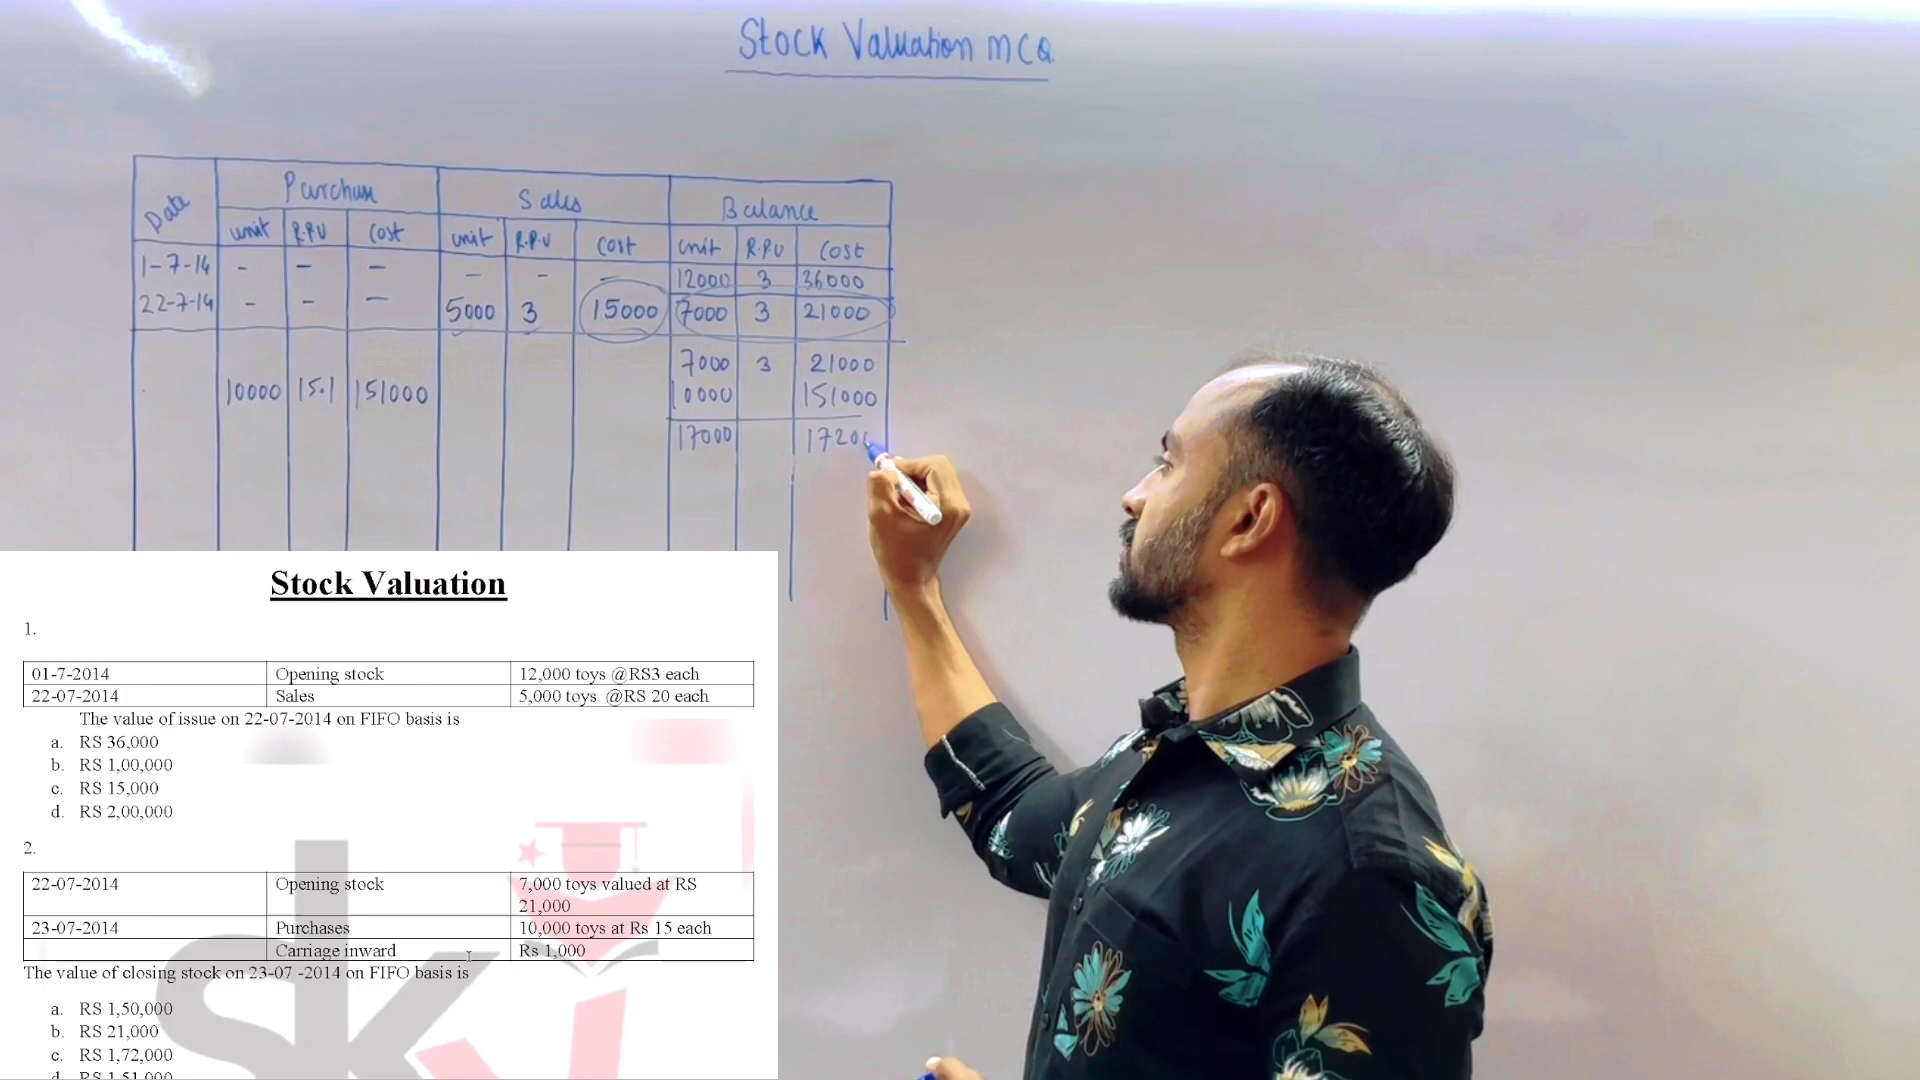 Stock Valuation MCQ
Date Purchase Sales Balance
unit R.P.U cost unit R.P.U cost unit R.P.U cost
1-7-14 - - - - - - 12000 3 36000
22-7-14 - - - 5000 3 15000 7000 3 21000
7000 3 21000
10000 15.1 151000 10000 151000
17000 17200
Stock Valuation
1.
01-7-2014 Opening stock 12,000 toys @RS3 each
22-07-2014 Sales 5,000 toys @RS 20 each
The value of issue on 22-07-2014 on FIFO basis is
a. RS 36,000
b. RS 1,00,000
c. RS 15,000
d. RS 2,00,000
2.
22-07-2014 Opening stock 7,000 toys valued at RS
21,000
23-07-2014 Purchases 10,000 toys at Rs 15 each
Carriage inward Rs 1,000
The value of closing stock on 23-07 -2014 on FIFO basis is
a. RS 1,50,000
b. RS 21,000
c. RS 1,72,000
d. RS 1,51,000
sk